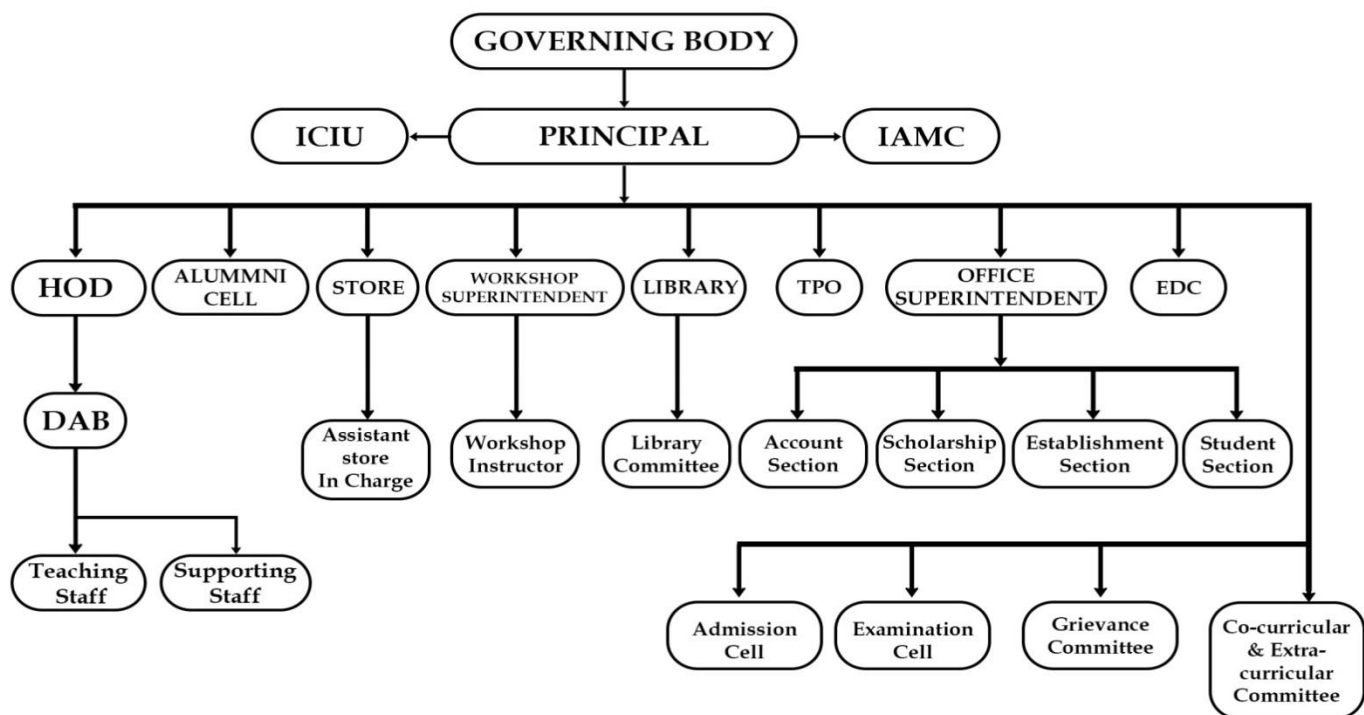 GOVERNING BODY
ICIU
PRINCIPAL
IAMC
HOD
ALUMMNI
CELL
STORE
WORKSHOP
SUPERINTENDENT
LIBRARY
TPO
OFFICE
SUPERINTENDENT
EDC
DAB
Assistant
store
In Charge
Workshop
Instructor
Library
Committee
Account
Section
Scholarship
Section
Establishment
Section
Student
Section
Teaching
Staff
Supporting
Staff
Admission
Cell
Examination
Cell
Grievance
Committee
Co-curricular
& Extra-
curricular
Committee